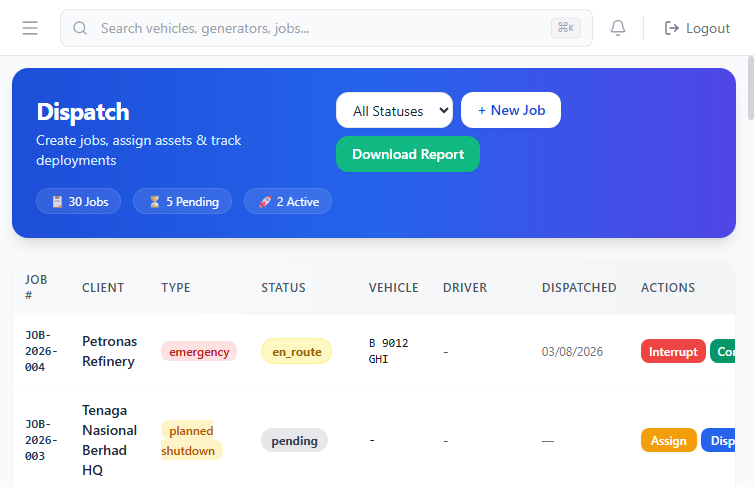 Search vehicles, generators, jobs...
⌘K
Logout
Dispatch
Create jobs, assign assets & track
deployments
All Statuses
+ New Job
Download Report
30 Jobs
5 Pending
2 Active
JOB
#
CLIENT
TYPE
STATUS
VEHICLE
DRIVER
DISPATCHED
ACTIONS
JOB-
2026-
004
Petronas
Refinery
emergency
en_route
B 9012
GHI
-
03/08/2026
Interrupt
JOB-
2026-
003
Tenaga
Nasional
Berhad
HQ
planned
shutdown
pending
-
-
—
Assign
Disp